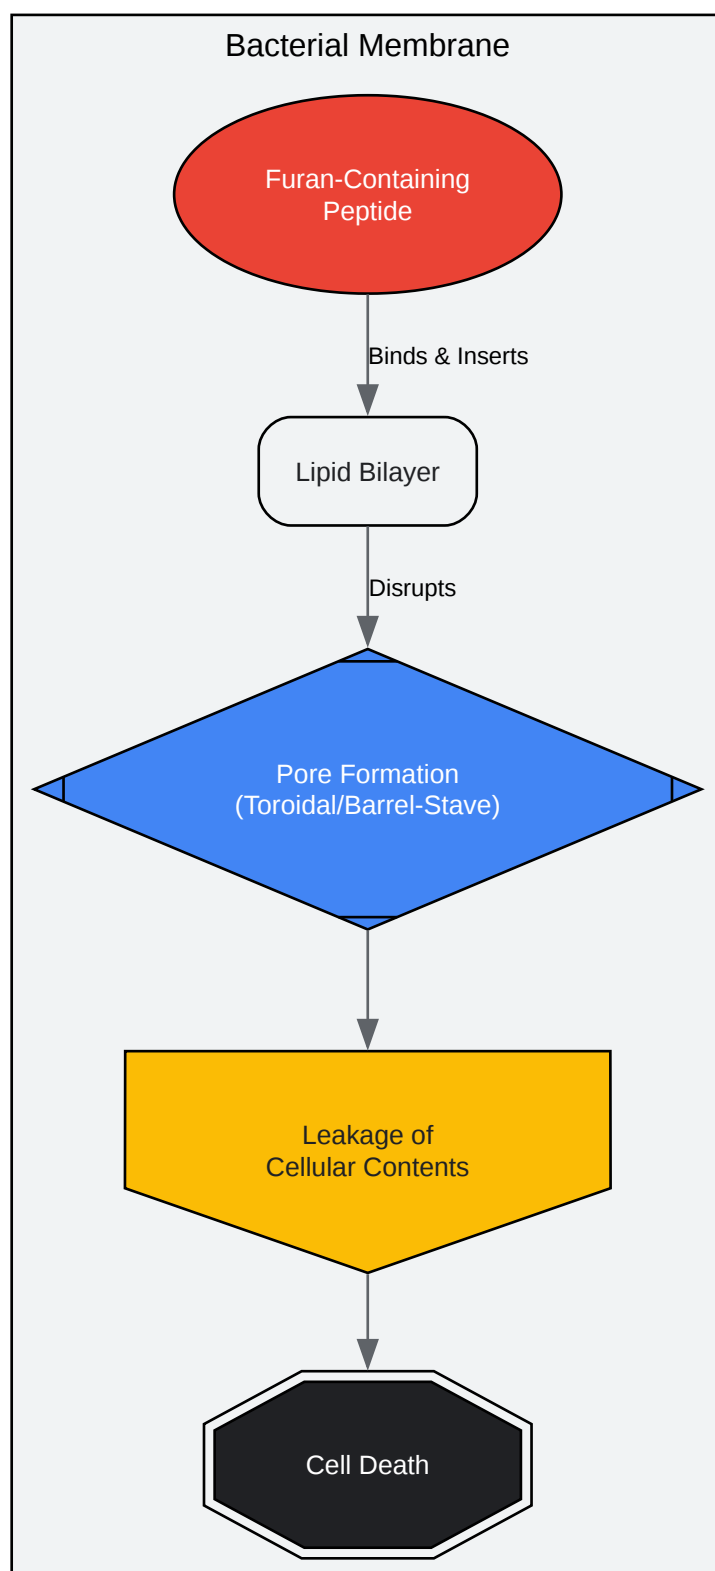 Bacterial Membrane
Furan-Containing
Peptide
Binds & Inserts
Lipid Bilayer
Disrupts
Pore Formation
(Toroidal/Barrel-Stave)
Leakage of
Cellular Contents
Cell Death